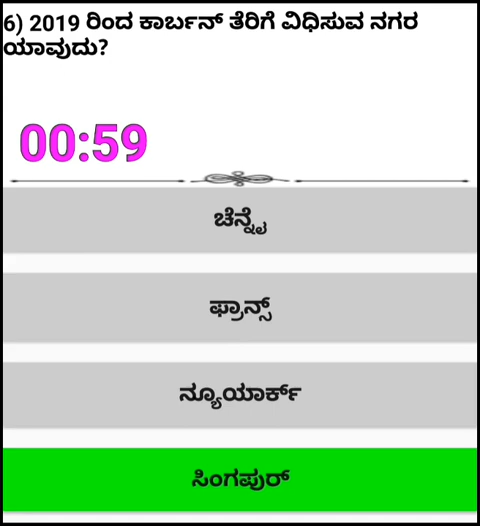 6) 2019 ರಿಂದ ಕಾರ್ಬನ್ ತೆರಿಗೆ ವಿಧಿಸುವ ನಗರ
ಯಾವುದು?
00:59
ಚೆನ್ನೈ
ಫ್ರಾನ್ಸ್
ನ್ಯೂಯಾರ್ಕ್
ಸಿಂಗಪುರ್